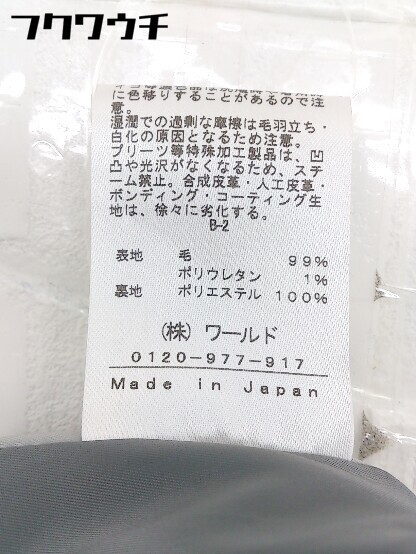 フクウウチ
に色移りすることがあるので注
意。
湿潤での過剰な摩擦は毛羽立ち・
白化の原因となるため注意。
プリーツ等特殊加工製品は、凹
凸や光沢がなくなるため、スチ
ーム禁止。合成皮革・人工皮革・
ボンディング・コーティング生
地は、徐々に劣化する。
B-2
表地 毛 99%
ポリウレタン 1%
裏地 ポリエステル 100%
(株) ワールド
0120-977-917
Made in Japan